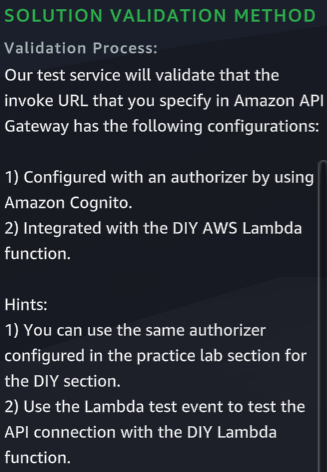 SOLUTION VALIDATION METHOD
Validation Process:
Our test service will validate that the
invoke URL that you specify in Amazon API
Gateway has the following configurations:
1) Configured with an authorizer by using
Amazon Cognito.
2) Integrated with the DIY AWS Lambda
function.
Hints:
1) You can use the same authorizer
configured in the practice lab section for
the DIY section.
2) Use the Lambda test event to test the
API connection with the DIY Lambda
function.